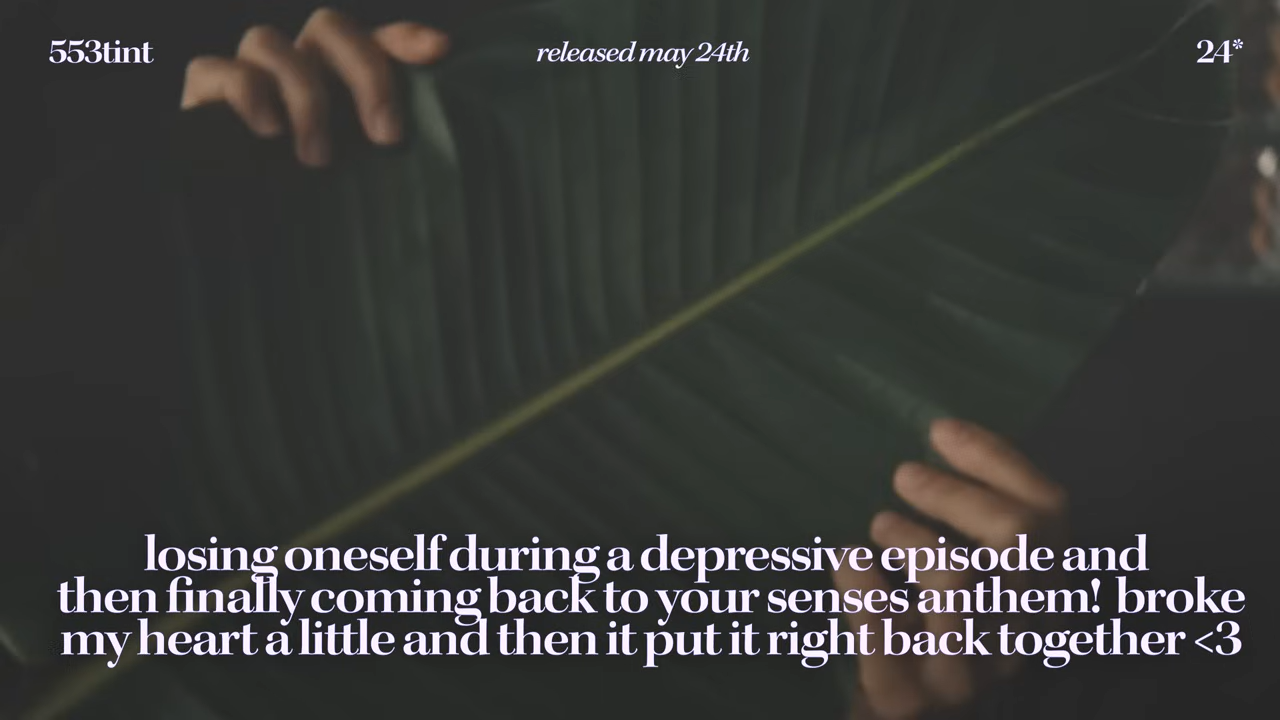 553tint
released may 24th
24*
losing oneself during a depressive episode and
then finally coming back to your senses anthem! broke
my heart a little and then it put it right back together <3